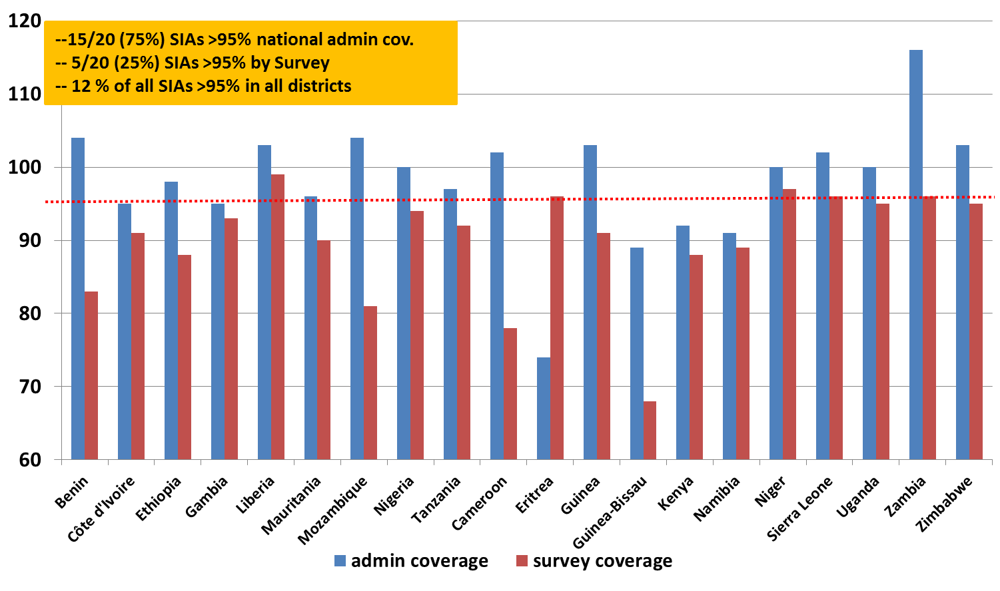 120
--15/20 (75%) SIAs >95% national admin cov.
-- 5/20 (25%) SIAs >95% by Survey
-- 12 % of all SIAs >95% in all districts
110
100
90
80
70
60
Benin
Côte d'Ivoire
Ethiopia
Gambia
Liberia
Mauritania
Mozambique
Nigeria
Tanzania
Cameroon
Eritrea
Guinea
Guinea-Bissau
Kenya
Namibia
Niger
Sierra Leone
Uganda
Zambia
Zimbabwe
admin coverage
survey coverage